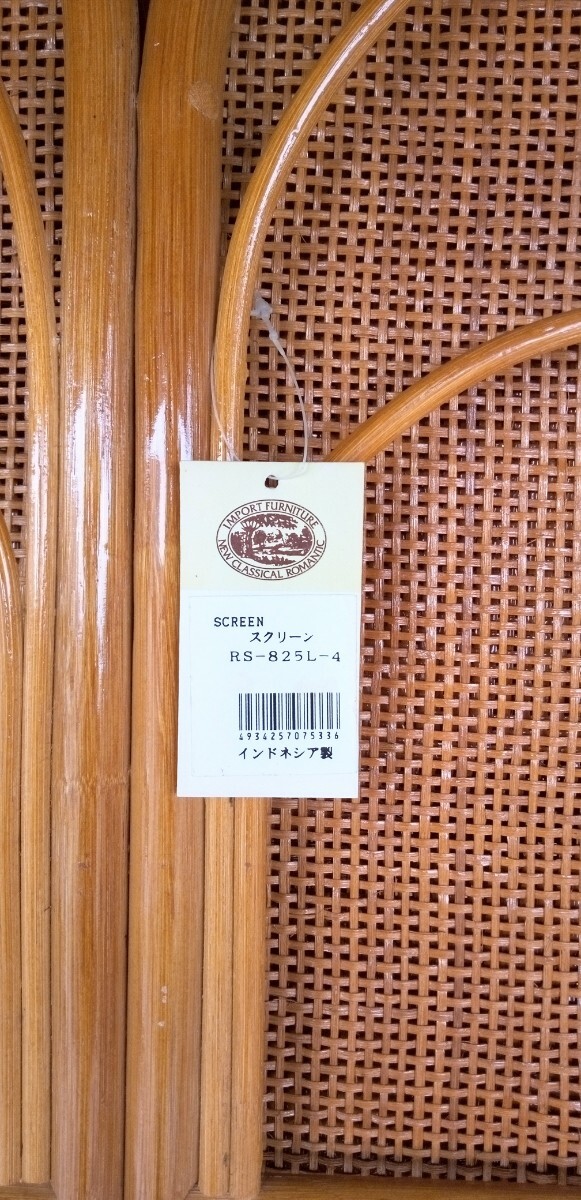 IMPORT FURNITURE
NEW CLASSICAL ROMANTIC
SCREEN
スクリーン
RS-825L-4
4934257075336
インドネシア製